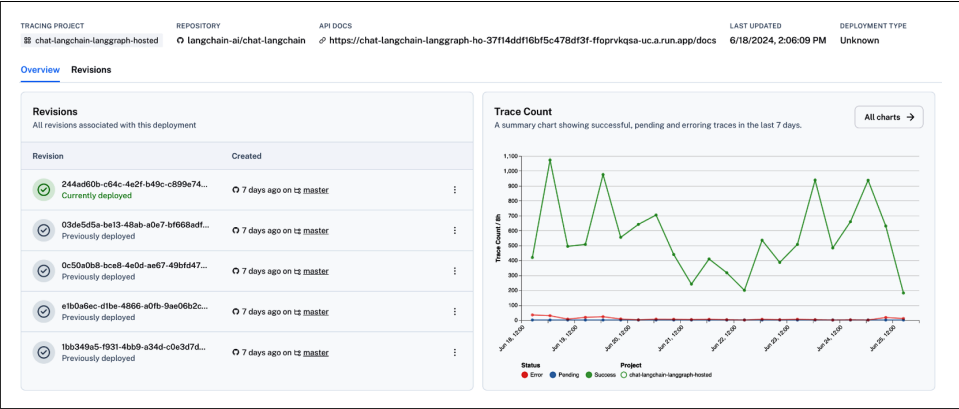 TRACING PROJECT
chat-langchain-langgraph-hosted
REPOSITORY
langchain-ai/chat-langchain
API DOCS
https://chat-langchain-langgraph-ho-37f14ddf16bf5c478df3f-ffoprvkqsa-uc.a.run.app/docs
LAST UPDATED
6/18/2024, 2:06:09 PM
DEPLOYMENT TYPE
Unknown
Overview Revisions
Revisions
All revisions associated with this deployment
Revision Created
244ad60b-c64c-4e2f-b49c-c899e74...
Currently deployed
7 days ago on master
03de5d5a-be13-48ab-a0e7-bf668adf...
Previously deployed
7 days ago on master
0c50a0b8-bce8-4e0d-ae67-49bfd47...
Previously deployed
7 days ago on master
e1b0a6ec-d1be-4866-a0fb-9ae06b2c...
Previously deployed
7 days ago on master
1bb349a5-f931-4bb9-a34d-c0e3d7d...
Previously deployed
7 days ago on master
Trace Count
A summary chart showing successful, pending and erroring traces in the last 7 days.
All charts
Trace Count / 8h
1,100
1,000
900
800
700
600
500
400
300
200
100
0
Jun 18, 12:00
Jun 19, 12:00
Jun 20, 12:00
Jun 21, 12:00
Jun 22, 12:00
Jun 23, 12:00
Jun 24, 12:00
Jun 25, 12:00
Status
Error Pending Success
Project
chat-langchain-langgraph-hosted